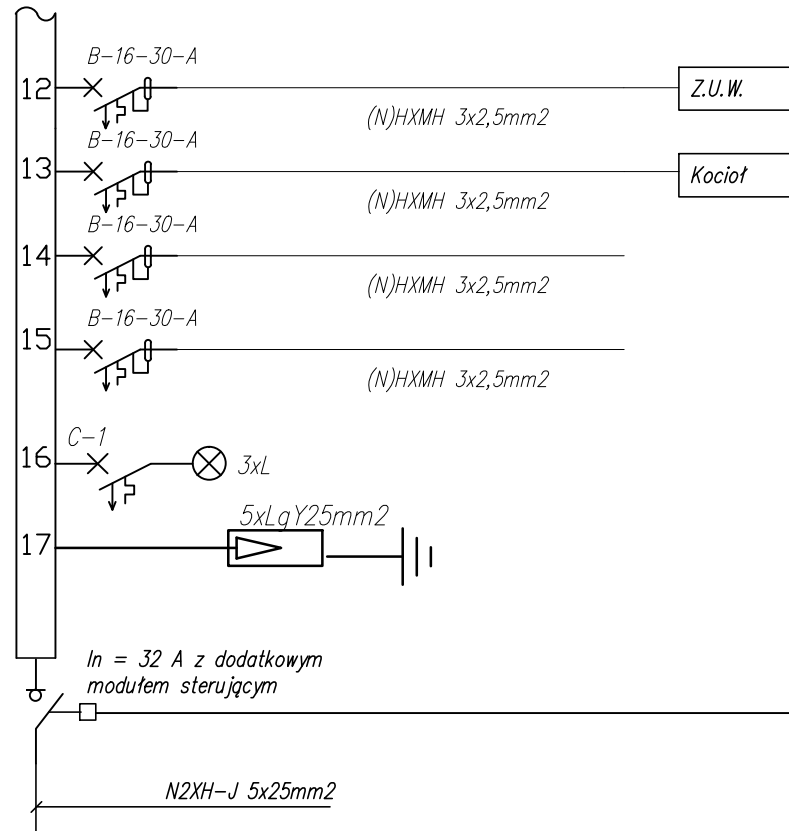 B-16-30-A
12
Z.U.W.
(N)HXMH 3x2,5mm2
B-16-30-A
13
Kocioł
(N)HXMH 3x2,5mm2
B-16-30-A
14
(N)HXMH 3x2,5mm2
B-16-30-A
15
(N)HXMH 3x2,5mm2
C-1
16
3xL
5xLgY25mm2
17
In = 32 A z dodatkowym
modułem sterującym
N2XH-J 5x25mm2